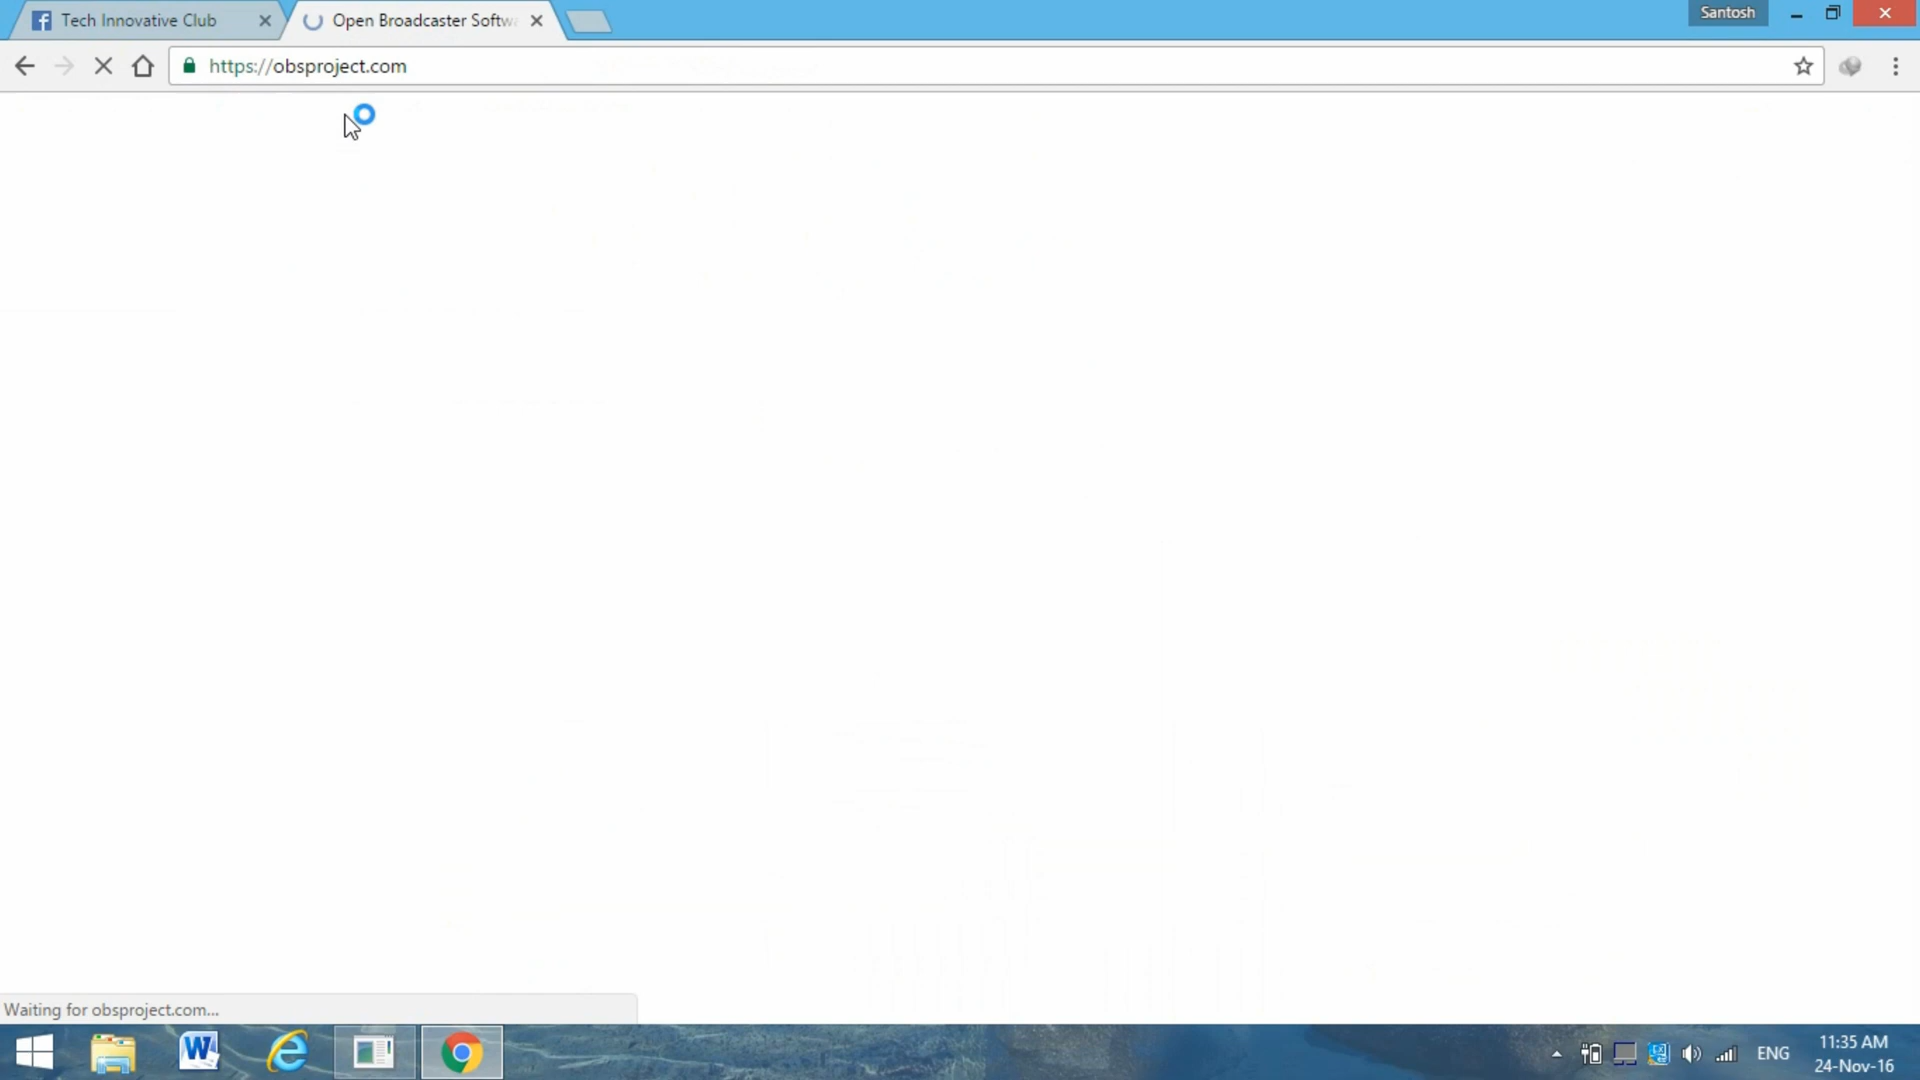 Tech Innovative Club
Open Broadcaster Softw
Santosh
https://obsproject.com
Waiting for obsproject.com...
ENG
11:35 AM
24-Nov-16